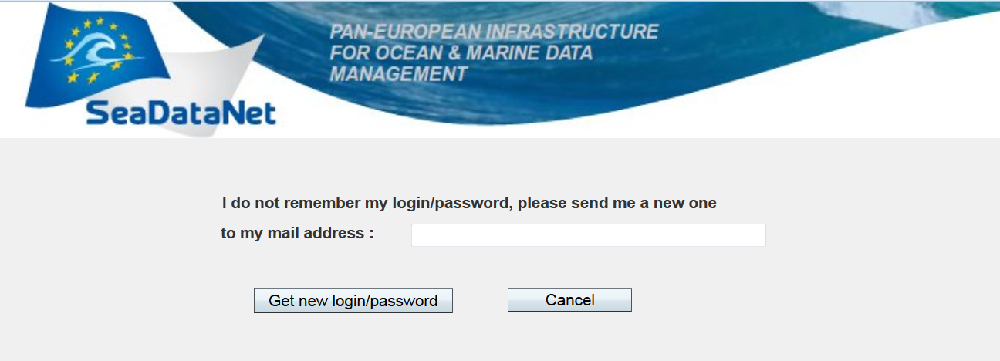 PAN-EUROPEAN INFRASTRUCTURE
FOR OCEAN & MARINE DATA
MANAGEMENT
SeaDataNet
I do not remember my login/password, please send me a new one
to my mail address :
Get new login/password
Cancel